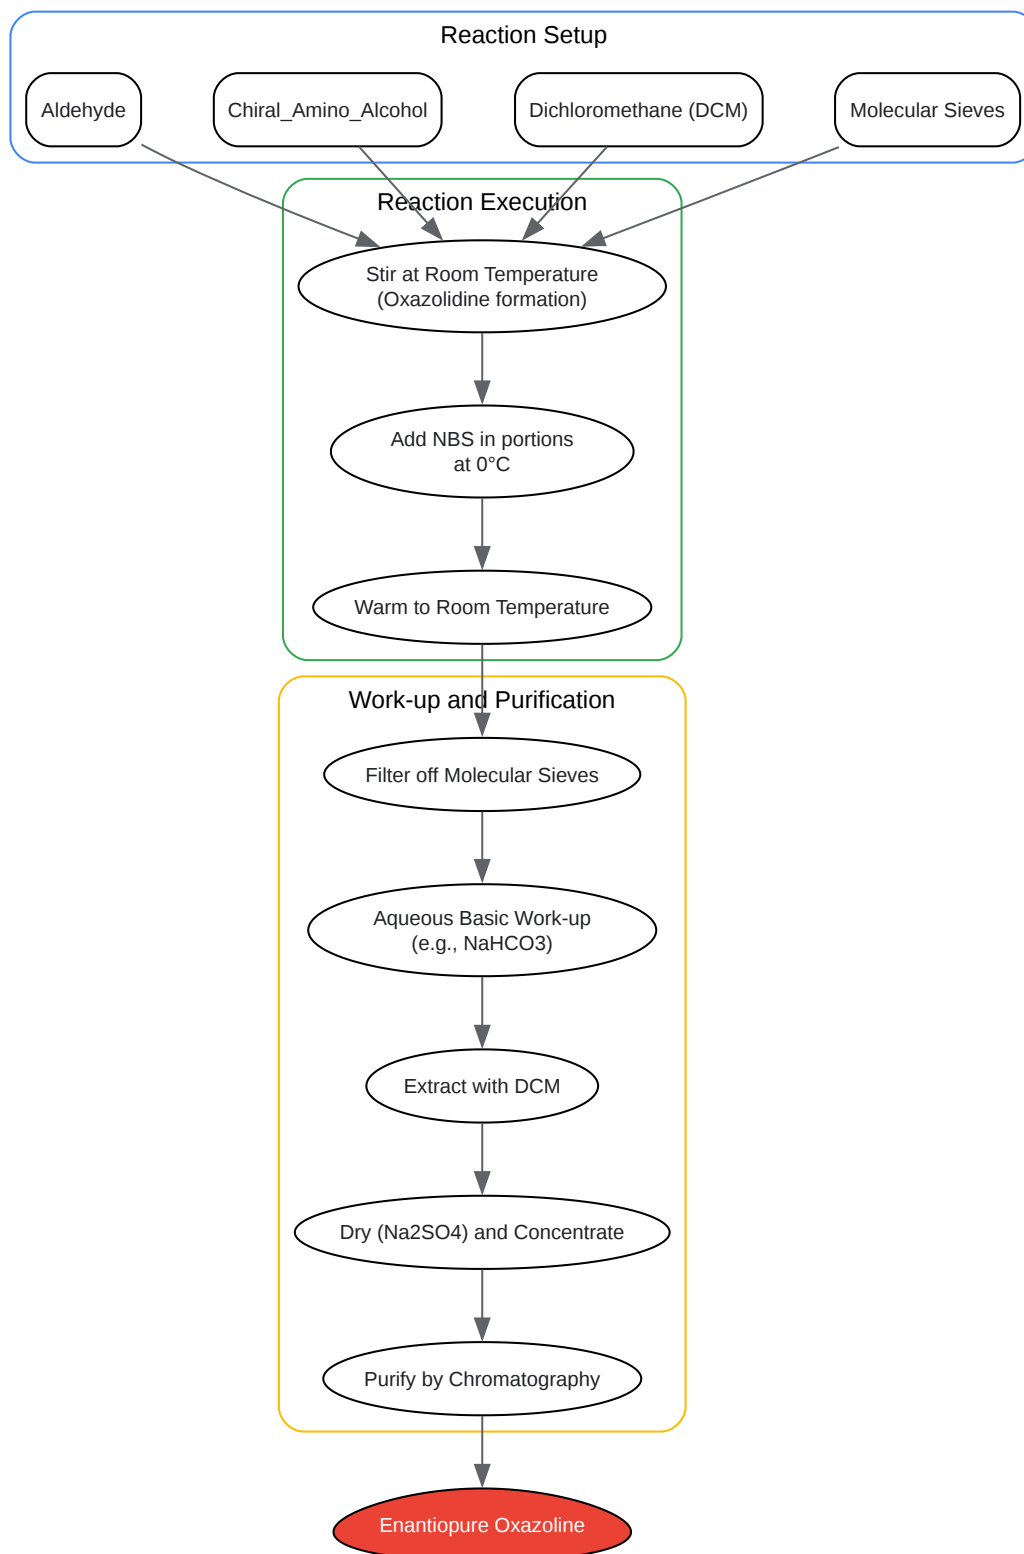 Reaction Setup
Aldehyde
Chiral_Amino_Alcohol
Dichloromethane (DCM)
Molecular Sieves
Reaction Execution
Stir at Room Temperature
(Oxazolidine formation)
Add NBS in portions
at 0°C
Warm to Room Temperature
Work-up and Purification
Filter off Molecular Sieves
Aqueous Basic Work-up
(e.g., NaHCO3)
Extract with DCM
Dry (Na2SO4) and Concentrate
Purify by Chromatography
Enantiopure Oxazoline